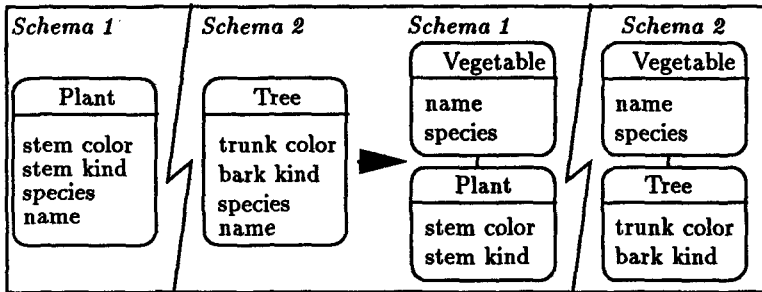 Schema 1
Plant
stem color
stem kind
species
name
Schema 2
Tree
trunk color
bark kind
species
name
Schema 1
Vegetable
name
species
Plant
stem color
stem kind
Schema 2
Vegetable
name
species
Tree
trunk color
bark kind